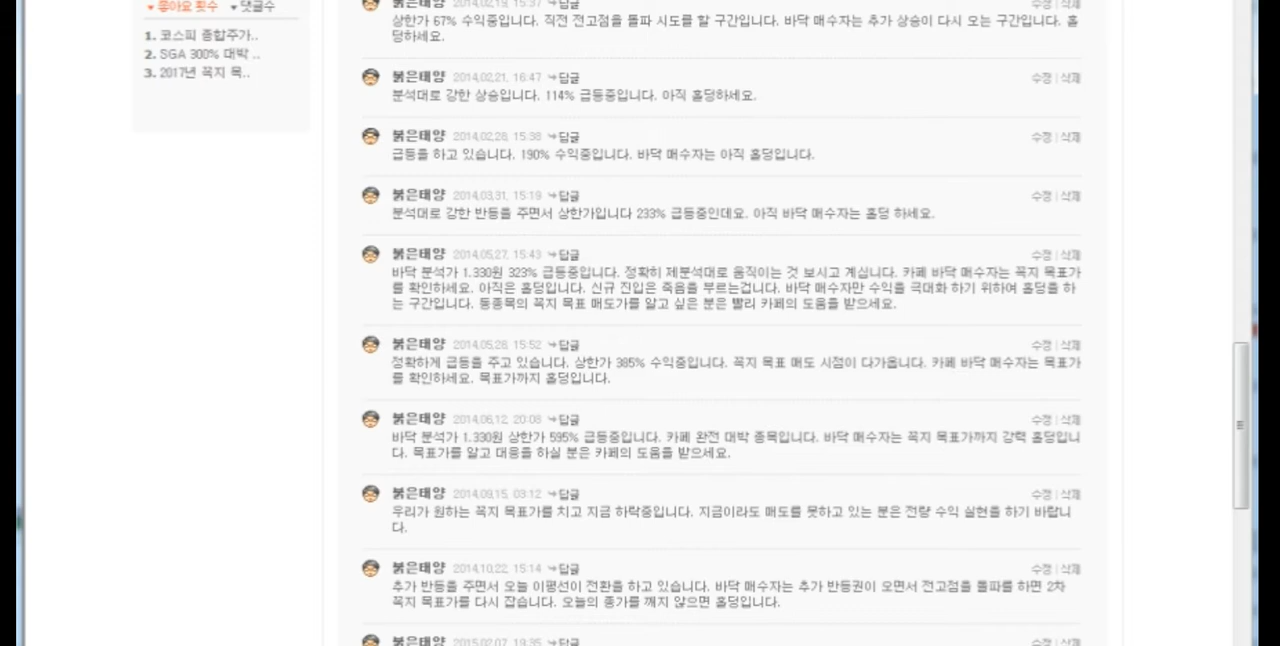 ▼ 좋아요 횟수 ▼ 댓글수
1. 코스피 종합주가..
2. SGA 300% 대박 ..
3. 2017년 꼭지 목..
붉은태양 2014.02.19. 15:37 답글 수정 | 삭제
상한가 67% 수익중입니다. 직전 전고점을 돌파 시도를 할 구간입니다. 바닥 매수자는 추가 상승이 다시 오는 구간입니다. 홀
딩하세요.
붉은태양 2014.02.21. 16:47 답글 수정 | 삭제
분석대로 강한 상승입니다. 114% 급등중입니다. 아직 홀딩하세요.
붉은태양 2014.02.28. 15:38 답글 수정 | 삭제
급등을 하고 있습니다. 190% 수익중입니다. 바닥 매수자는 아직 홀딩입니다.
붉은태양 2014.03.31. 15:19 답글 수정 | 삭제
분석대로 강한 반등을 주면서 상한가입니다 233% 급등중인데요. 아직 바닥 매수자는 홀딩 하세요.
붉은태양 2014.05.27. 15:43 답글 수정 | 삭제
바닥 분석가 1.330원 323% 급등중입니다. 정확히 제분석대로 움직이는 것 보시고 계십니다. 카페 바닥 매수자는 꼭지 목표가
를 확인하세요. 아직은 홀딩입니다. 신규 진입은 죽음을 부르는겁니다. 바닥 매수자만 수익을 극대화 하기 위하여 홀딩을 하
는 구간입니다. 동종목의 꼭지 목표 매도가를 알고 싶은 분은 빨리 카페의 도움을 받으세요.
붉은태양 2014.05.28. 15:52 답글 수정 | 삭제
정확하게 급등을 주고 있습니다. 상한가 385% 수익중입니다. 꼭지 목표 매도 시점이 다가옵니다. 카페 바닥 매수자는 목표가
를 확인하세요. 목표가까지 홀딩입니다.
붉은태양 2014.06.12. 20:08 답글 수정 | 삭제
바닥 분석가 1.330원 상한가 595% 급등중입니다. 카페 완전 대박 종목입니다. 바닥 매수자는 꼭지 목표가까지 강력 홀딩입니
다. 목표가를 알고 대응을 하실 분은 카페의 도움을 받으세요.
붉은태양 2014.09.15. 03:12 답글 수정 | 삭제
우리가 원하는 꼭지 목표가를 치고 지금 하락중입니다. 지금이라도 매도를 못하고 있는 분은 전량 수익 실현을 하기 바랍니
다.
붉은태양 2014.10.22. 15:14 답글 수정 | 삭제
추가 반등을 주면서 오늘 이평선이 전환을 하고 있습니다. 바닥 매수자는 추가 반등권이 오면서 전고점을 돌파를 하면 2차
꼭지 목표가를 다시 잡습니다. 오늘의 종가를 깨지 않으면 홀딩입니다.
붉은태양 2015.02.07. 19:35 답글 수정 | 삭제